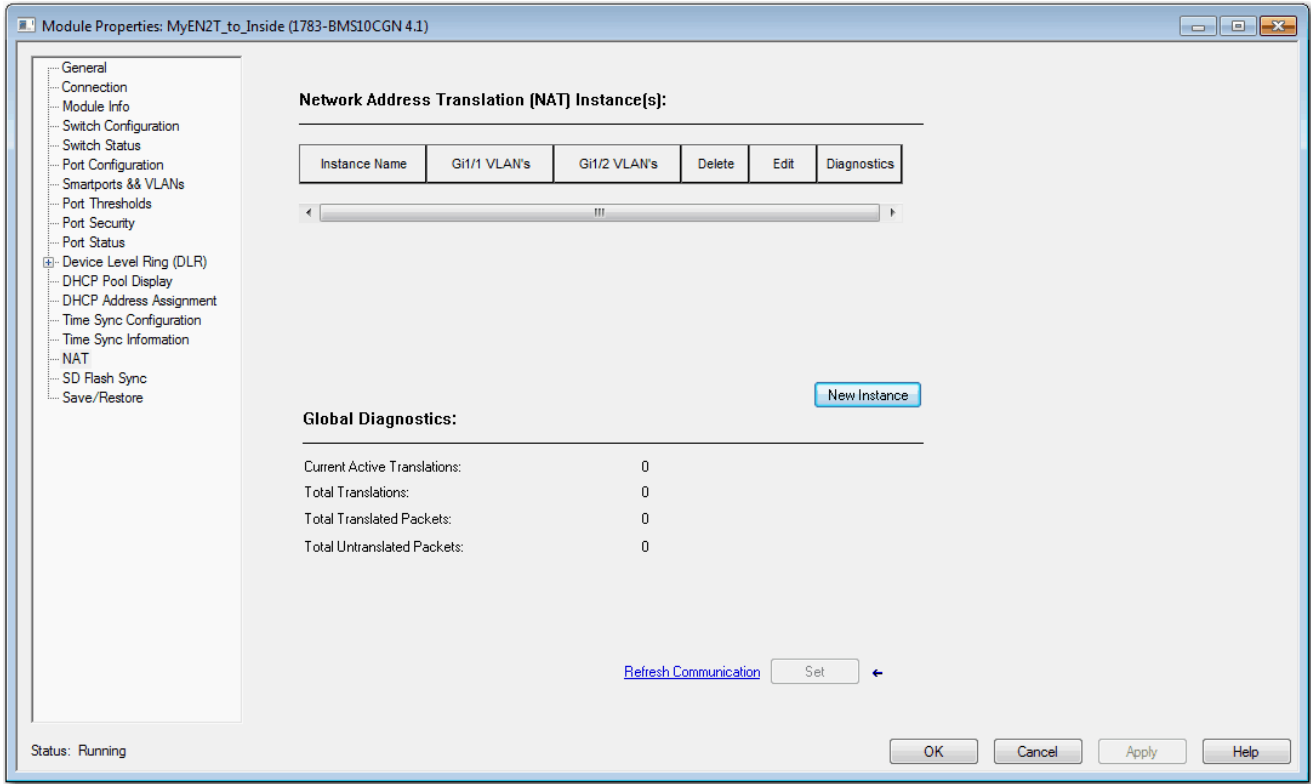 Module Properties: MyEN2T_to_Inside (1783-BMS10CGN 4.1)
General
Connection
Module Info
Switch Configuration
Switch Status
Port Configuration
Smartports && VLANs
Port Thresholds
Port Security
Port Status
Device Level Ring (DLR)
DHCP Pool Display
DHCP Address Assignment
Time Sync Configuration
Time Sync Information
NAT
SD Flash Sync
Save/Restore
Network Address Translation (NAT) Instance(s):
Instance Name Gi1/1 VLAN's Gi1/2 VLAN's Delete Edit Diagnostics
New Instance
Global Diagnostics:
Current Active Translations: 0
Total Translations: 0
Total Translated Packets: 0
Total Untranslated Packets: 0
Refresh Communication Set
Status: Running
OK Cancel Apply Help